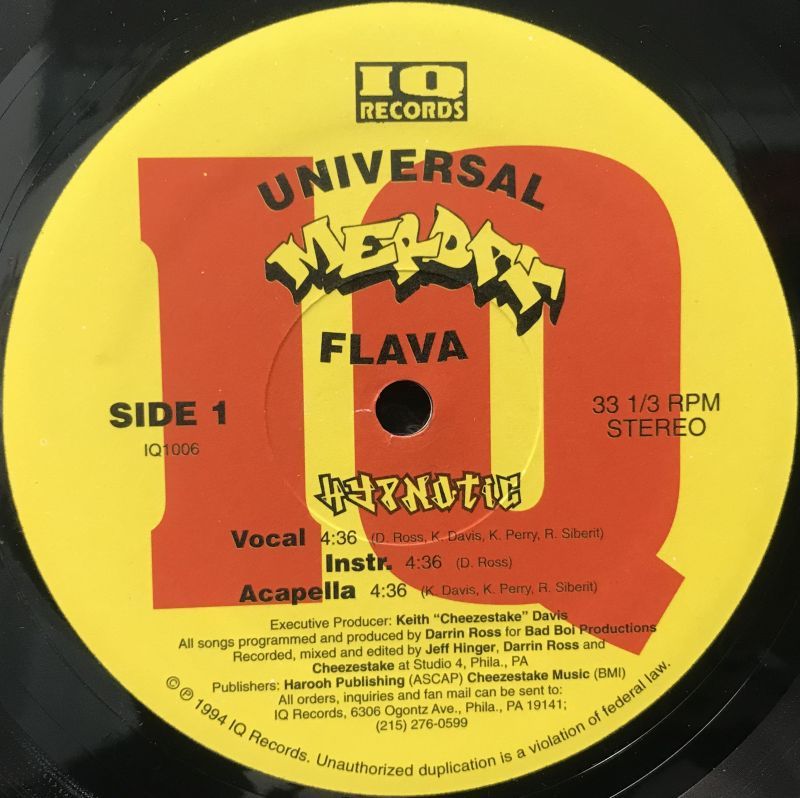 IQ
RECORDS
UNIVERSAL
MERDAF
FLAVA
SIDE 1
IQ1006
33 1/3 RPM
STEREO
HYPNOTIC
Vocal 4:36 (D. Ross, K. Davis, K. Perry, R. Siberit)
Instr. 4:36 (D. Ross)
Acapella 4:36 (K. Davis, K. Perry, R. Siberit)
Executive Producer: Keith "Cheezestake" Davis
All songs programmed and produced by Darrin Ross for Bad Boi Productions
Recorded, mixed and edited by Jeff Hinger, Darrin Ross and
Cheezestake at Studio 4, Phila., PA
Publishers: Harooh Publishing (ASCAP) Cheezestake Music (BMI)
All orders, inquiries and fan mail can be sent to:
IQ Records, 6306 Ogontz Ave., Phila., PA 19141;
(215) 276-0599
© ℗ 1994 IQ Records. Unauthorized duplication is a violation of federal law.
IQ